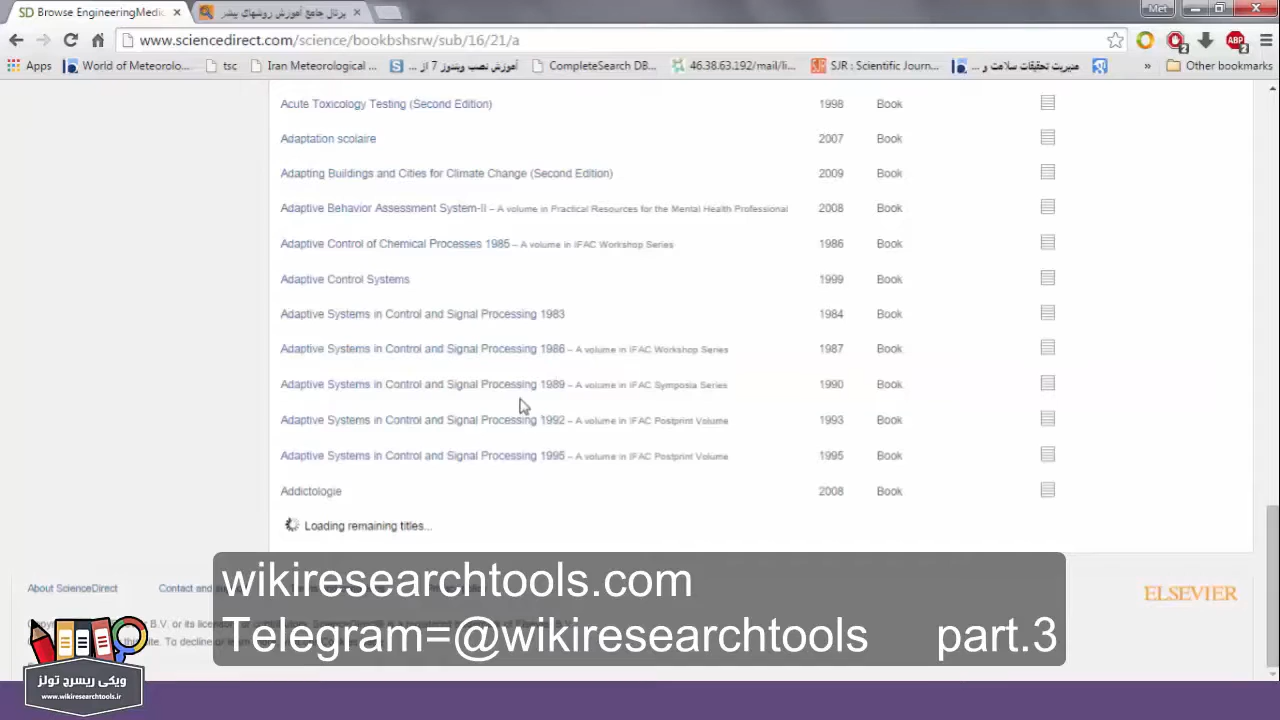 SD Browse EngineeringMedic
پرتال جامع آموزش روشهای پیشر
Met
www.sciencedirect.com/science/bookbshsrw/sub/16/21/a
Apps World of Meteorolo... tsc Iran Meteorological ... آموزش نصب ویندوز 7 از ... CompleteSearch DB... 46.38.63.192/mail/li... SJR : Scientific Journ... مدیریت تحقیقات سلامت و ... » Other bookmarks
Acute Toxicology Testing (Second Edition) 1998 Book
Adaptation scolaire 2007 Book
Adapting Buildings and Cities for Climate Change (Second Edition) 2009 Book
Adaptive Behavior Assessment System-II – A volume in Practical Resources for the Mental Health Professional 2008 Book
Adaptive Control of Chemical Processes 1985 – A volume in IFAC Workshop Series 1986 Book
Adaptive Control Systems 1999 Book
Adaptive Systems in Control and Signal Processing 1983 1984 Book
Adaptive Systems in Control and Signal Processing 1986 – A volume in IFAC Workshop Series 1987 Book
Adaptive Systems in Control and Signal Processing 1989 – A volume in IFAC Symposia Series 1990 Book
Adaptive Systems in Control and Signal Processing 1992 – A volume in IFAC Postprint Volume 1993 Book
Adaptive Systems in Control and Signal Processing 1995 – A volume in IFAC Postprint Volume 1995 Book
Addictologie 2008 Book
Loading remaining titles...
About ScienceDirect Contact and
ELSEVIER
wikiresearchtools.com
Telegram=@wikiresearchtools part.3
B.V. or its
this site. To decline or
ویکی ریسرچ تولز
www.wikiresearchtools.ir